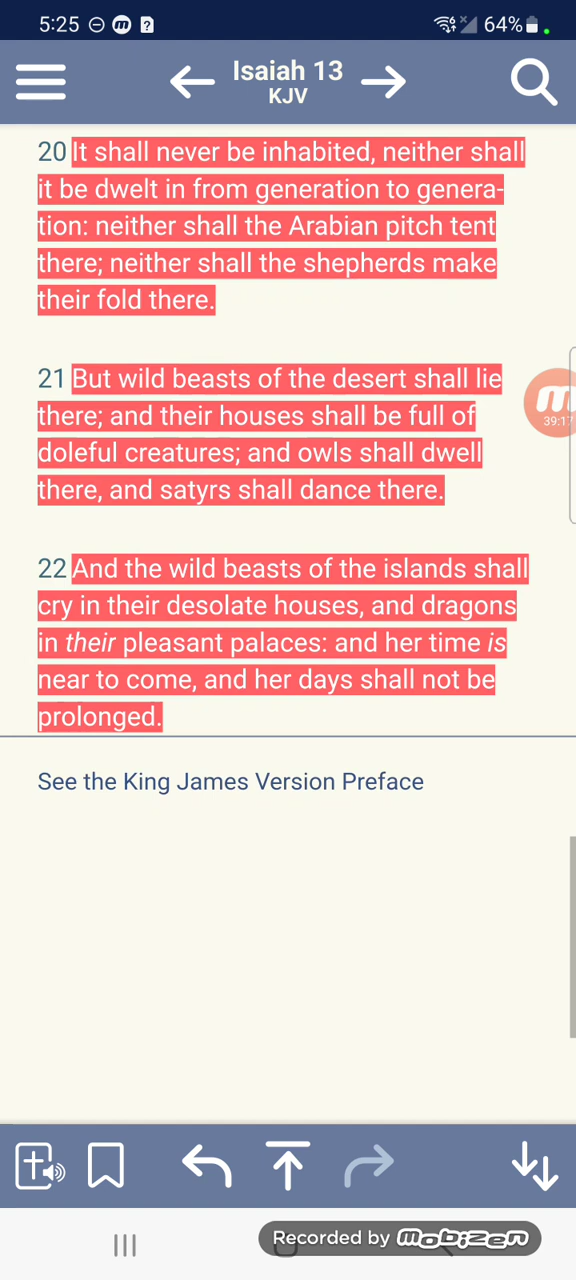 5:25
64%
Isaiah 13
KJV
20 It shall never be inhabited, neither shall
it be dwelt in from generation to genera-
tion: neither shall the Arabian pitch tent
there; neither shall the shepherds make
their fold there.
21 But wild beasts of the desert shall lie
there; and their houses shall be full of
doleful creatures; and owls shall dwell
there, and satyrs shall dance there.
39:17
22 And the wild beasts of the islands shall
cry in their desolate houses, and dragons
in their pleasant palaces: and her time is
near to come, and her days shall not be
prolonged.
See the King James Version Preface
Recorded by mobizen